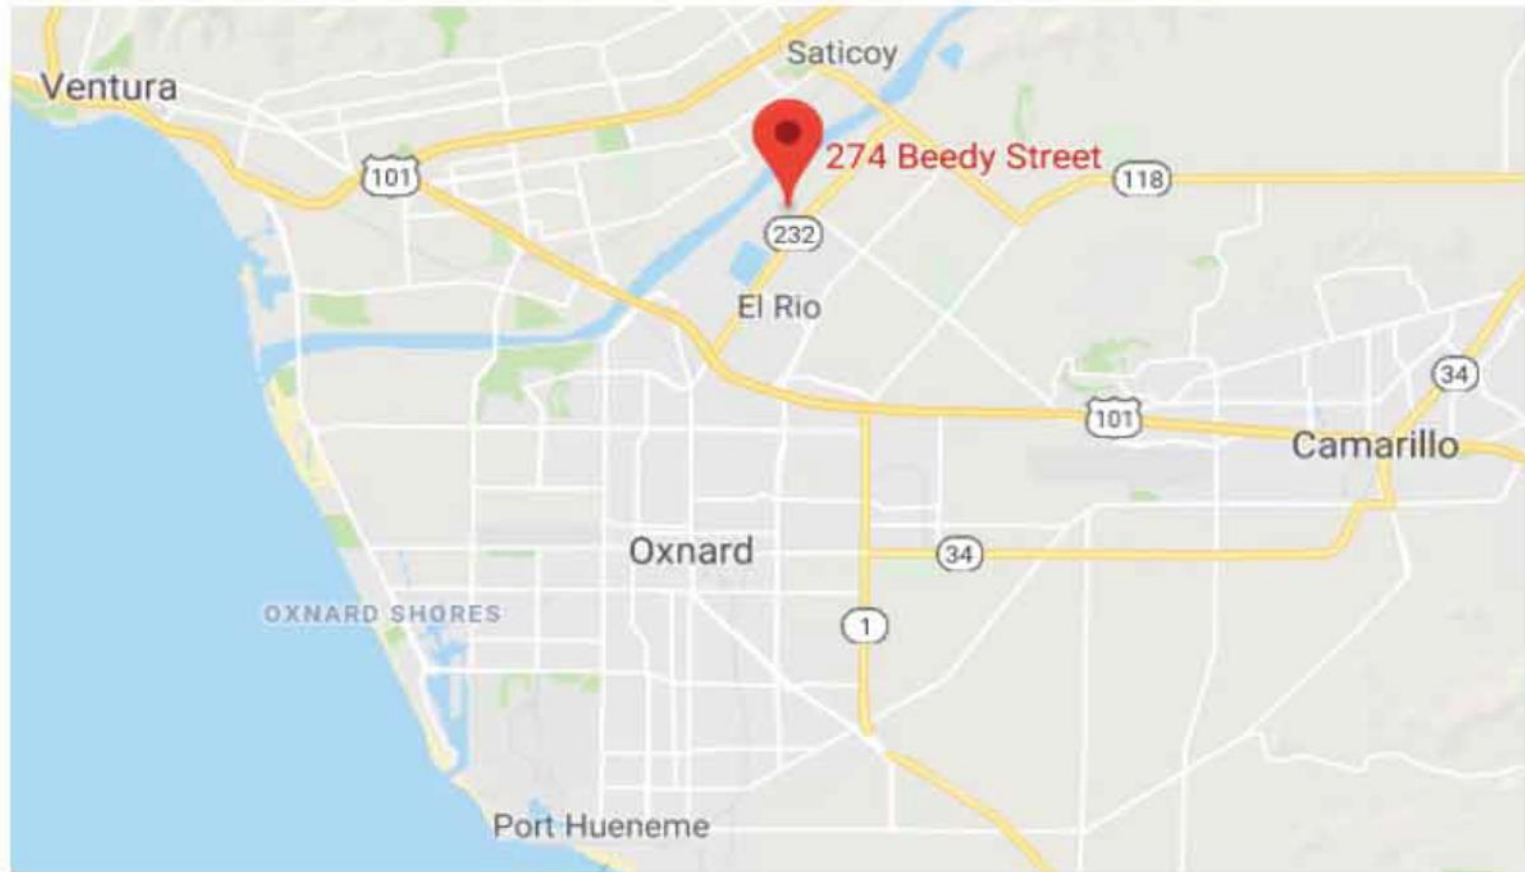 Saticoy
Ventura
274 Beedy Street
101
118
232
El Rio
34
101
Camarillo
Oxnard
34
OXNARD SHORES
1
Port Hueneme